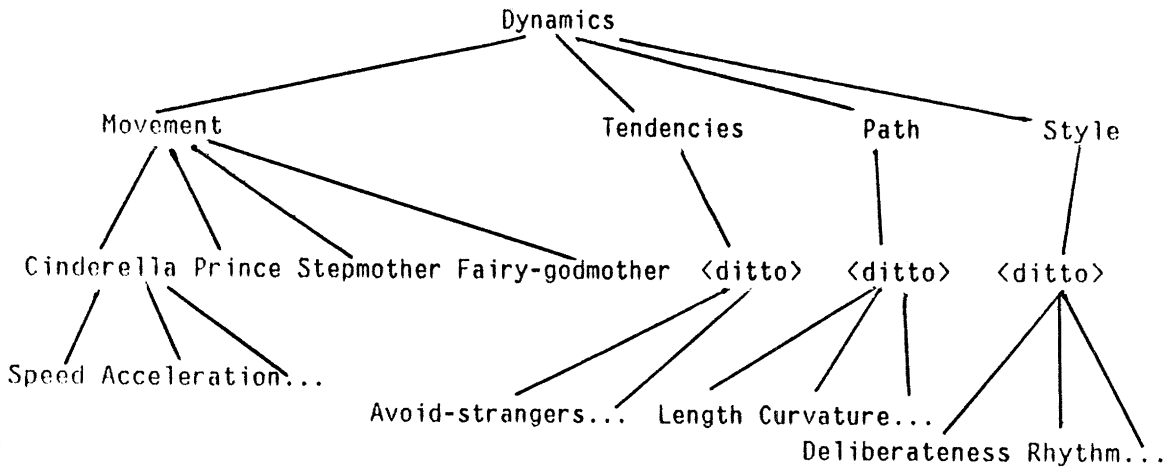 Dynamics
Movement Tendencies Path Style
Cinderella Prince Stepmother Fairy-godmother <ditto> <ditto> <ditto>
Speed Acceleration...
Avoid-strangers... Length Curvature...
Deliberateness Rhythm...